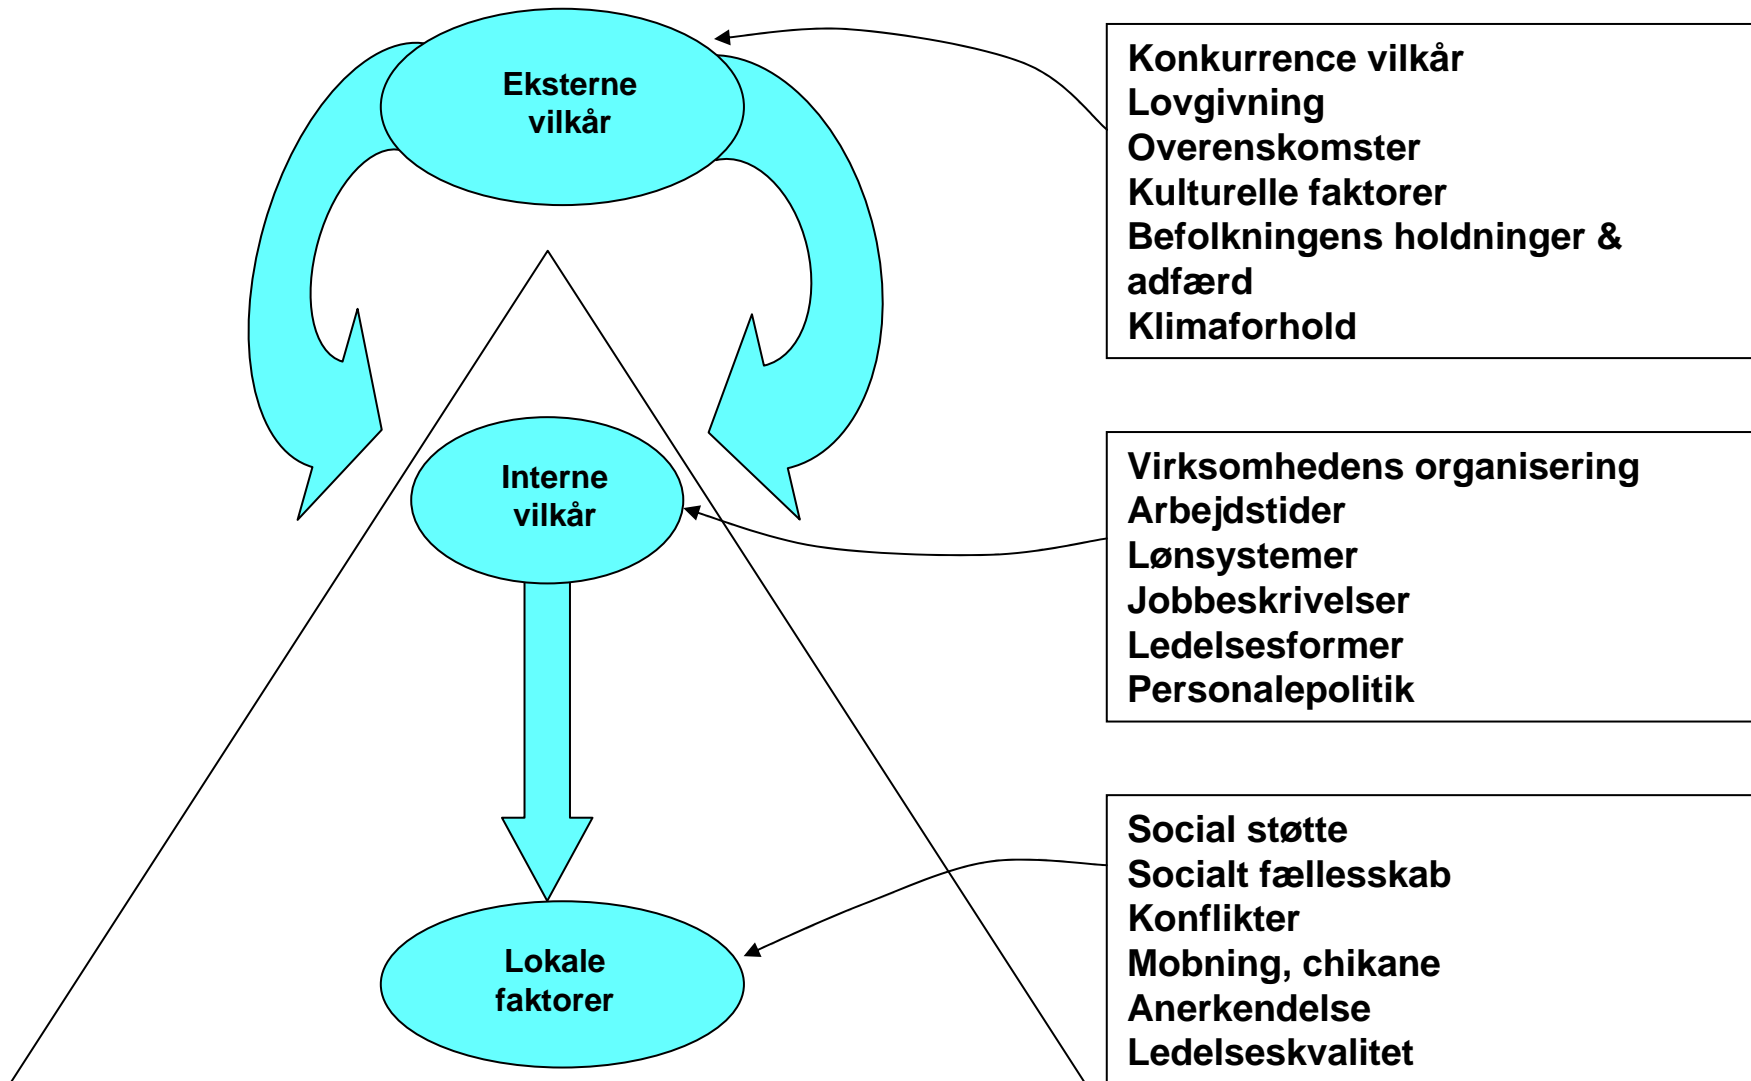 Eksterne
vilkår
Konkurrence vilkår
Lovgivning
Overenskomster
Kulturelle faktorer
Befolkningens holdninger &
adfærd
Klimaforhold
Interne
vilkår
Virksomhedens organisering
Arbejdstider
Lønsystemer
Jobbeskrivelser
Ledelsesformer
Personalepolitik
Lokale
faktorer
Social støtte
Socialt fællesskab
Konflikter
Mobning, chikane
Anerkendelse
Ledelseskvalitet